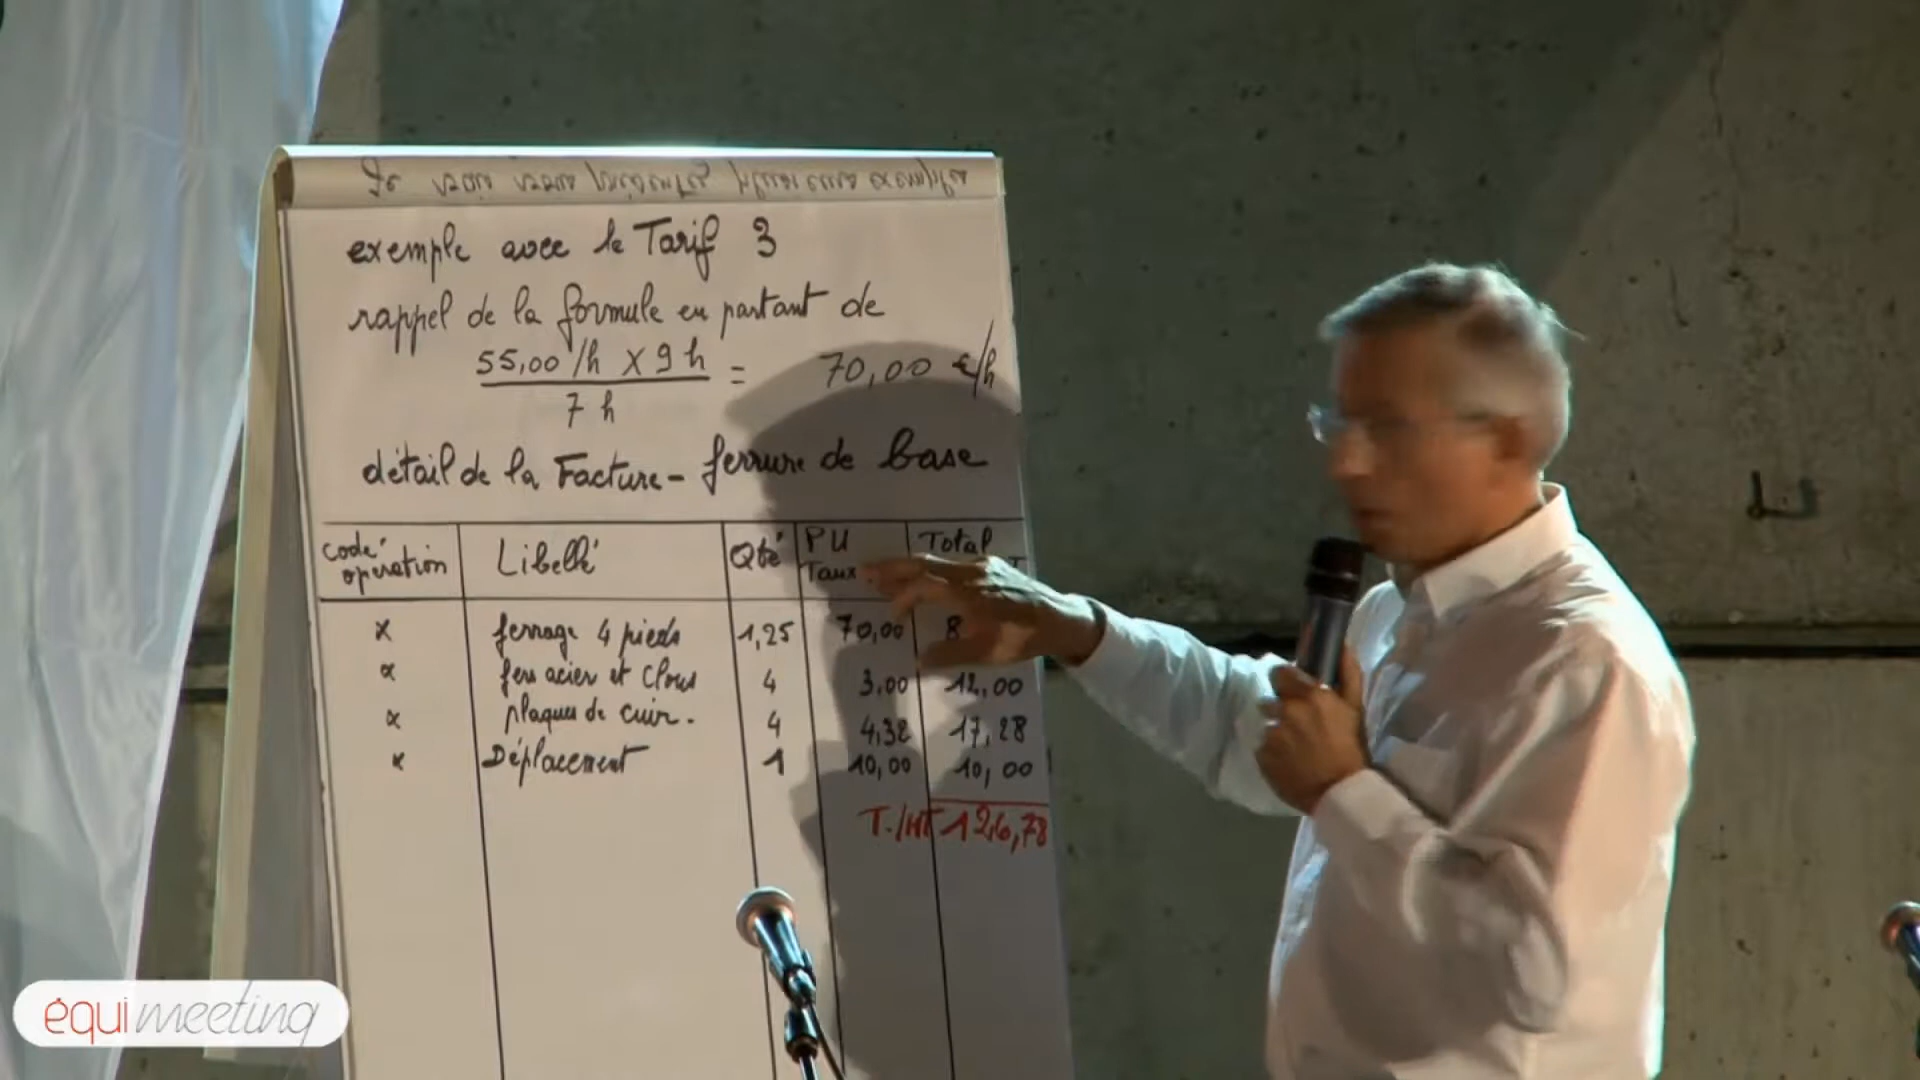 exemple avec le Tarif 3
rappel de la formule en partant de
55,00/h x 9h = 70,00 €/h
7 h
détail de la Facture - ferrure de base
code opération Libellé Qté PU Taux Total T
x ferrage 4 pieds 1,25 70,00 8
x fers acier et Clous 4 3,00 12,00
x plaques de cuir. 4 4,32 17,28
x Déplacement 1 10,00 10,00
T./HT 126,78
équimeeting